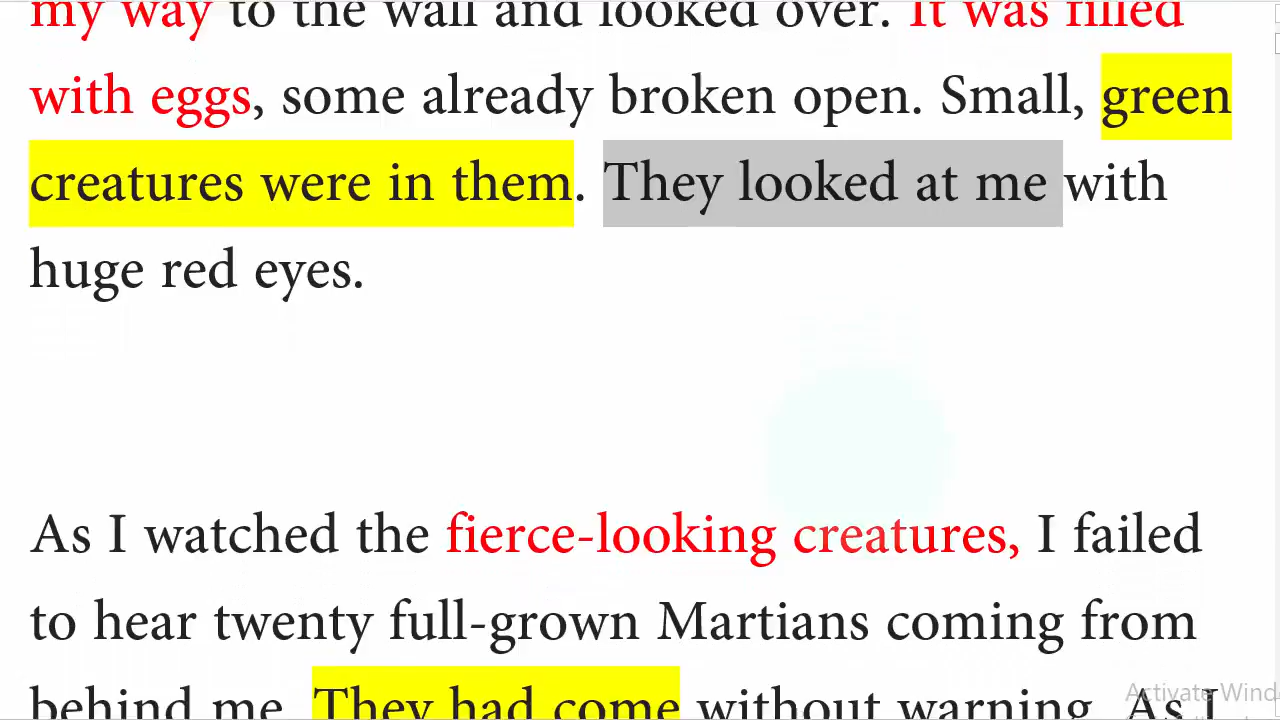 my way to the wall and looked over. It was filled
with eggs, some already broken open. Small, green
creatures were in them. They looked at me with
huge red eyes.
As I watched the fierce-looking creatures, I failed
to hear twenty full-grown Martians coming from
behind me. They had come without warning. As I
Activate Wind